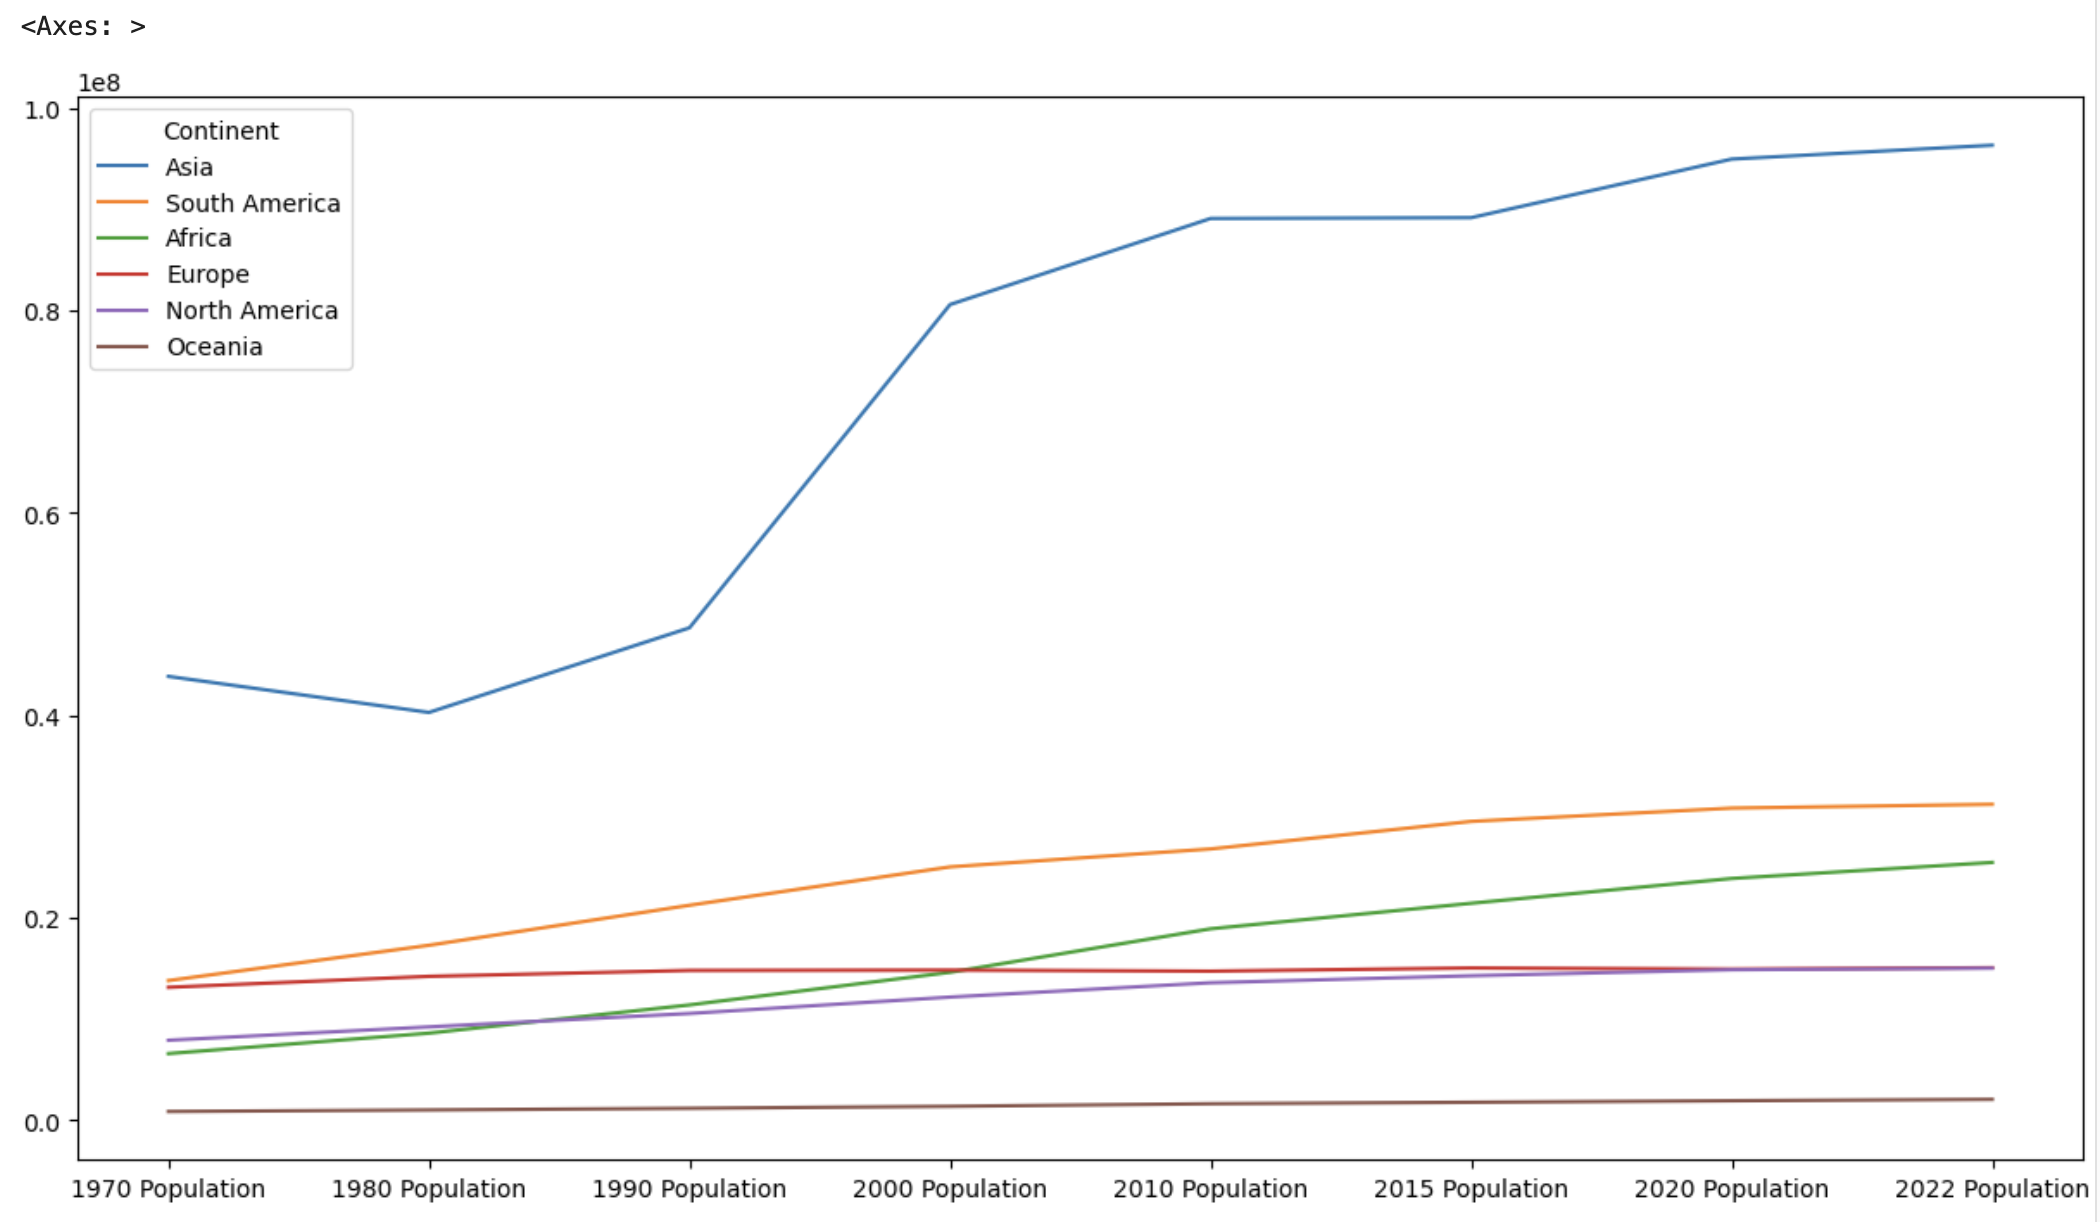 <Axes: >
1e8
1.0
0.8
0.6
0.4
0.2
0.0
Continent
Asia
South America
Africa
Europe
North America
Oceania
1970 Population
1980 Population
1990 Population
2000 Population
2010 Population
2015 Population
2020 Population
2022 Population